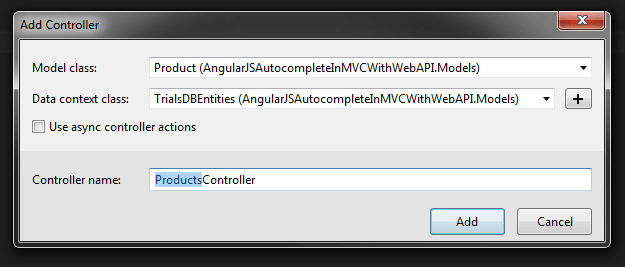 Add Controller
Model class: Product (AngularJSAutocompleteInMVCWithWebAPI.Models)
Data context class: TrialsDBEntities (AngularJSAutocompleteInMVCWithWebAPI.Models)
Use async controller actions
Controller name: ProductsController
Add Cancel